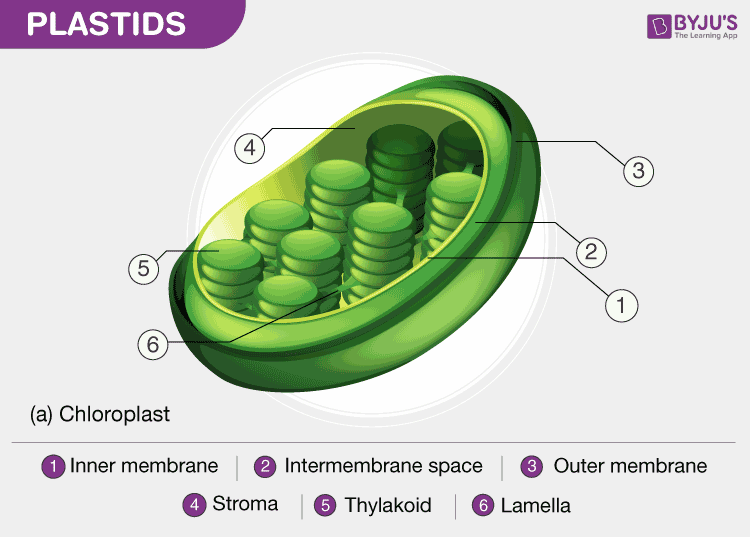 PLASTIDS
BYJU'S
The Learning App
4
3
2
5
1
6
(a) Chloroplast
1 Inner membrane 2 Intermembrane space 3 Outer membrane
4 Stroma 5 Thylakoid 6 Lamella